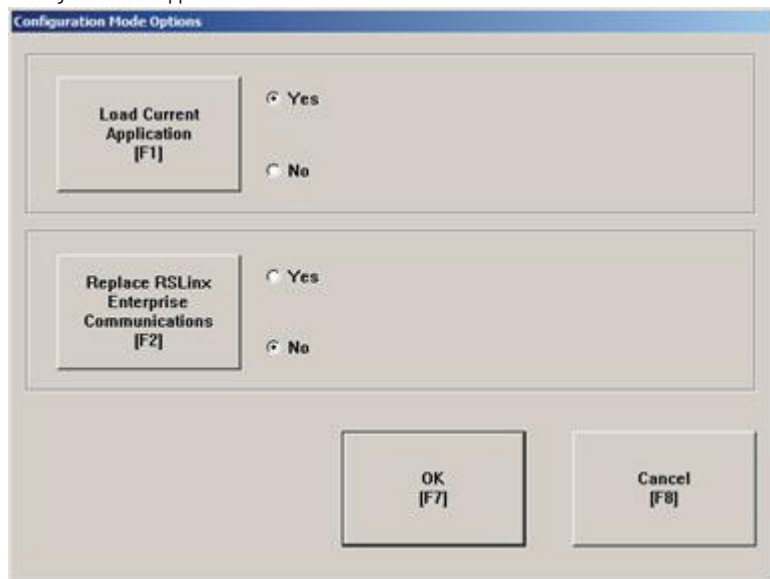 Configuration Mode Options
Load Current
Application
[F1]
Yes
No
Replace RSLinx
Enterprise
Communications
[F2]
Yes
No
OK
[F7]
Cancel
[F8]